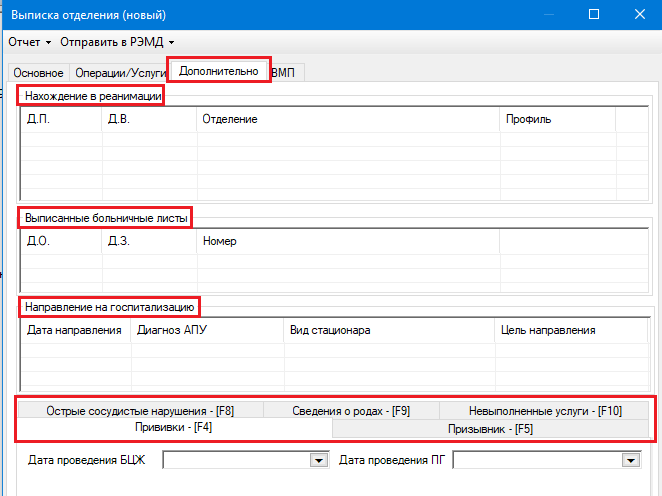 Выписка отделения (новый)
Отчет Отправить в РЭМД
Основное Операции/Услуги Дополнительно ВМП
Нахождение в реанимации
Д.П. Д.В. Отделение Профиль
Выписанные больничные листы
Д.О. Д.З. Номер
Направление на госпитализацию
Дата направления Диагноз АПУ Вид стационара Цель направления
Острые сосудистые нарушения - [F8] Сведения о родах - [F9] Невыполненные услуги - [F10]
Прививки - [F4] Призывник - [F5]
Дата проведения БЦЖ Дата проведения ПГ